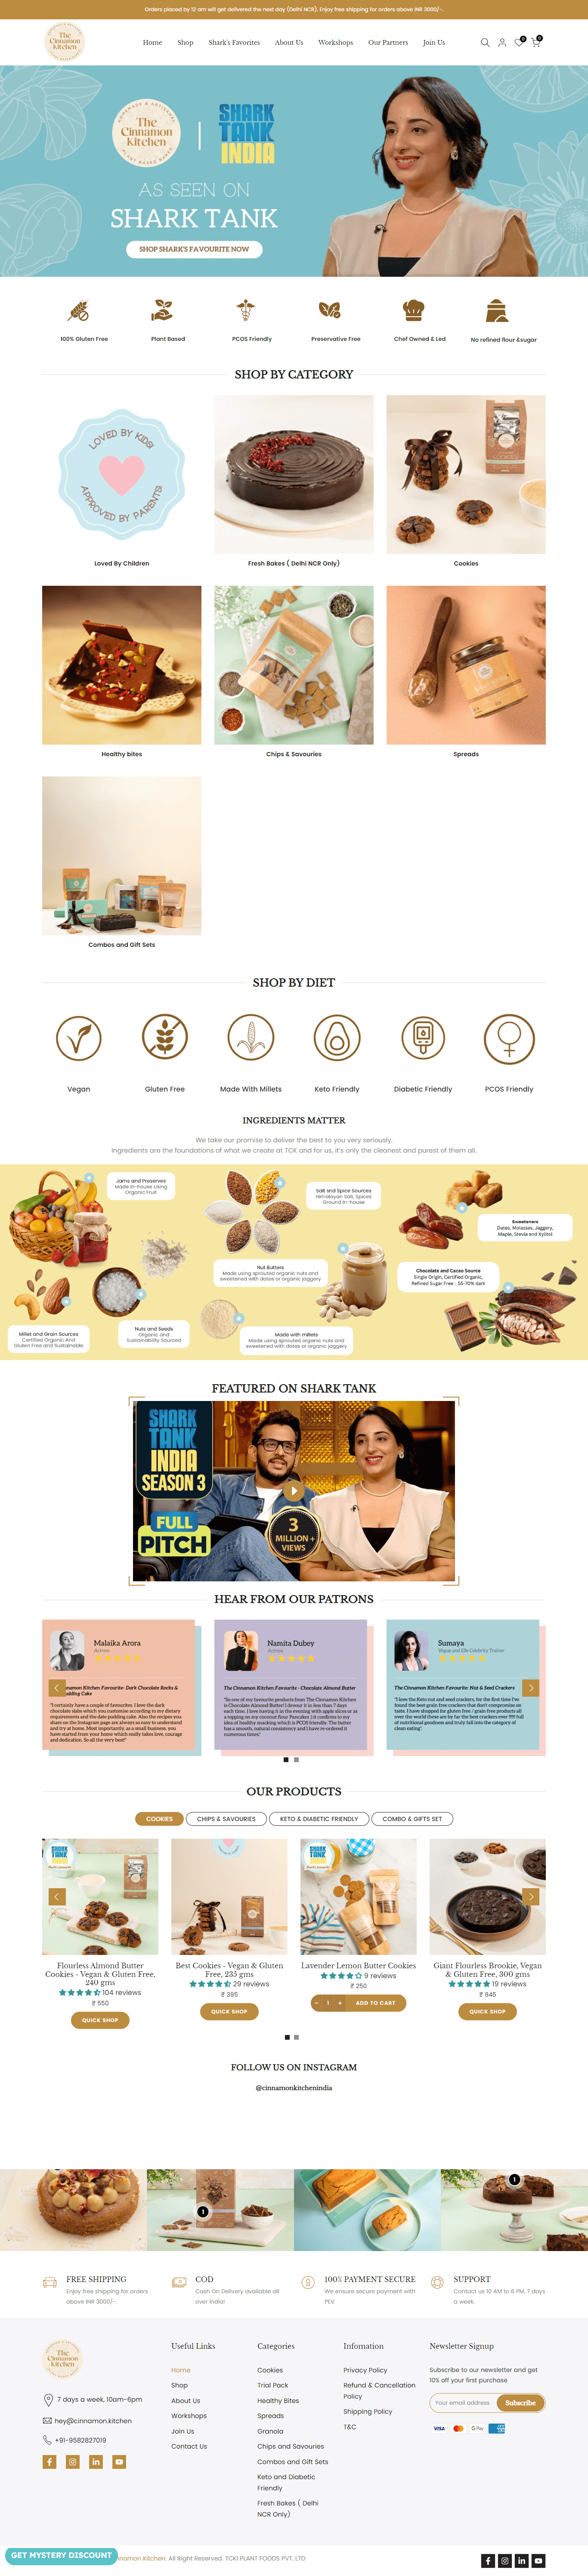 Orders placed by 12 am will get delivered the next day (Delhi NCR). Enjoy free shipping for orders above INR 3000/-.
The Cinnamon Kitchen
Home
Shop
Shark's Favorites
About Us
Workshops
Our Partners
Join Us
0
0
HOMEMADE & ARTISANAL
The Cinnamon Kitchen
PLANT BASED BAKES
SHARK TANK INDIA
AS SEEN ON
SHARK TANK
SHOP SHARK'S FAVOURITE NOW
100% Gluten Free
Plant Based
PCOS Friendly
Preservative Free
Chef Owned & Led
No refined flour &sugar
SHOP BY CATEGORY
LOVED BY KIDS!
APPROVED BY PARENTS!
Loved By Children
Fresh Bakes ( Delhi NCR Only)
Cookies
Healthy bites
Chips & Savouries
Spreads
Combos and Gift Sets
SHOP BY DIET
Vegan
Gluten Free
Made With Millets
Keto Friendly
Diabetic Friendly
PCOS Friendly
INGREDIENTS MATTER
We take our promise to deliver the best to you very seriously.
Ingredients are the foundations of what we create at TCK and for us, it's only the cleanest and purest of them all.
Jams and Preserves
Made In-house Using
Organic Fruit
Salt and Spice Sources
Himalayan Salt, Spices
Ground In-house
Sweeteners
Dates, Molasses, Jaggery,
Maple, Stevia and Xylitol
Nut Butters
Made using sprouted organic nuts and
sweetened with dates or organic jaggery
Chocolate and Cacao Source
Single Origin, Certified Organic,
Refined Sugar Free : 55-70% dark
Millet and Grain Sources
Certified Organic And
Gluten Free and Sustainable
Nuts and Seeds
Organic and
Sustainability Sourced
Made with millets
Made using sprouted organic nuts and
sweetened with dates or organic jaggery
FEATURED ON SHARK TANK
SHARK TANK INDIA
SEASON 3
FULL
PITCH
3
MILLION +
VIEWS
HEAR FROM OUR PATRONS
Malaika Arora
Actress
namon Kitchen Favourite- Dark Chocolate Rocks &
dding Cake
"I certainly have a couple of favourites. I love the dark
chocolate slabs which you customise according to my dietary
requirements and the date pudding cake. Also the recipes you
share on the Instagram page are always so easy to understand
and try at home. Most importantly, as a small business, you have
started from your home which really takes love, courage
and dedication. So all the very best!"
Namita Dubey
Actress
The Cinnamon Kitchen Favourite - Chocolate Almond Butter
"So one of my favourite products from The Cinnamon Kitchen
is Chocolate Almond Butter! I devour it in less than 7 days
each time. I love having it in the evening with apple slices or as
a topping on my coconut flour Pancakes :) It confirms to my
idea of healthy snacking which is PCOS friendly. The butter
has a smooth, natural consistency and I have re-ordered it
numerous times"
Sumaya
Vogue and Elle Celebrity Trainer
The Cinnamon Kitchen Favourite: Nut & Seed Crackers
"I love the Keto nut and seed crackers, for the first time I've
found the best grain free crackers that don't compromise on
taste. I have shopped for gluten free / grain free products all
over the world these are by far the best crackers ever !!!!! full
of nutritional goodness and truly fall into the category of
clean eating".
OUR PRODUCTS
COOKIES
CHIPS & SAVOURIES
KETO & DIABETIC FRIENDLY
COMBO & GIFTS SET
SHARK TANK INDIA
SHARK TANK INDIA
Flourless Almond Butter
Cookies - Vegan & Gluten Free,
240 gms
104 reviews
₹ 550
QUICK SHOP
Best Cookies - Vegan & Gluten
Free, 235 gms
29 reviews
₹ 395
QUICK SHOP
Lavender Lemon Butter Cookies
9 reviews
₹ 250
− 1 + ADD TO CART
Giant Flourless Brookie, Vegan
& Gluten Free, 300 gms
19 reviews
₹ 845
QUICK SHOP
FOLLOW US ON INSTAGRAM
@cinnamonkitchenindia
1
1
FREE SHIPPING
Enjoy free shipping for orders
above INR 3000/-.
COD
Cash On Delivery available all
over India!
100% PAYMENT SECURE
We ensure secure payment with
PEV
SUPPORT
Contact us 10 AM to 6 PM, 7 days
a week.
The Cinnamon Kitchen
7 days a week, 10am-6pm
hey@cinnamon.kitchen
+91-9582827019
Useful Links
Home
Shop
About Us
Workshops
Join Us
Contact Us
Categories
Cookies
Trial Pack
Healthy Bites
Spreads
Granola
Chips and Savouries
Combos and Gift Sets
Keto and Diabetic
Friendly
Fresh Bakes ( Delhi
NCR Only)
Infomation
Privacy Policy
Refund & Cancellation
Policy
Shipping Policy
T&C
Newsletter Signup
Subscribe to our newsletter and get
10% off your first purchase
Your email address
Subscribe
VISA
G Pay
GET MYSTERY DISCOUNT
nnamon Kitchen. All Right Reserved. TCKI PLANT FOODS PVT. LTD